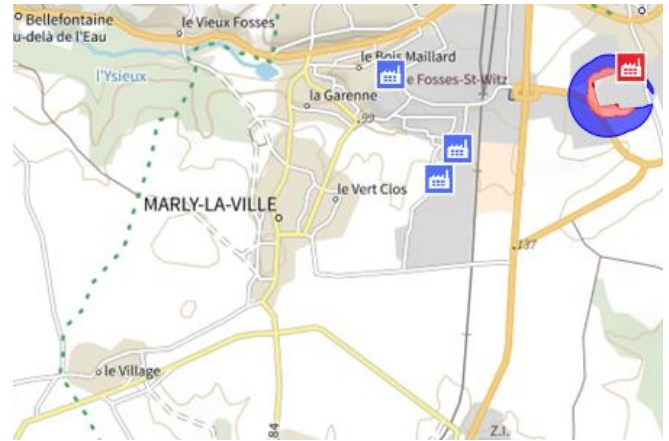 Bellefontaine
u-delà de l'Eau
le Vieux Fosses
l'Ysieux
le Bois Maillard
e Fosses-St-Witz
la Garenne
99
le Vert Clos
MARLY-LA-VILLE
137
le Village
84
Z.I.